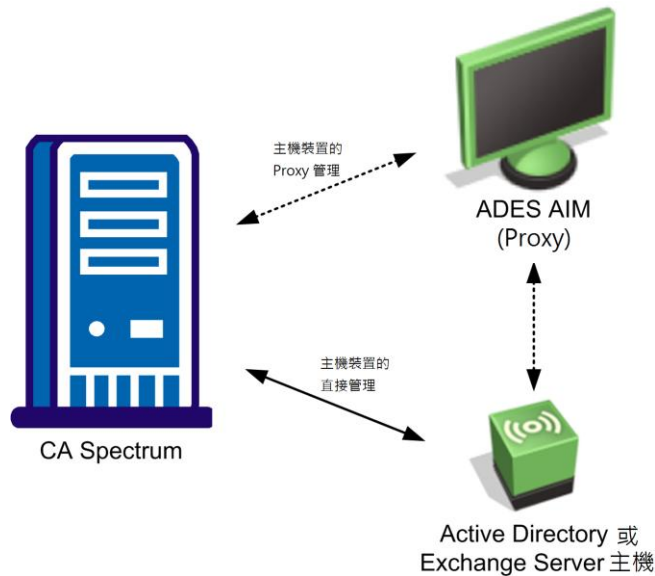 主機裝置的
Proxy 管理
ADES AIM
(Proxy)
主機裝置的
直接管理
CA Spectrum
Active Directory 或
Exchange Server 主機